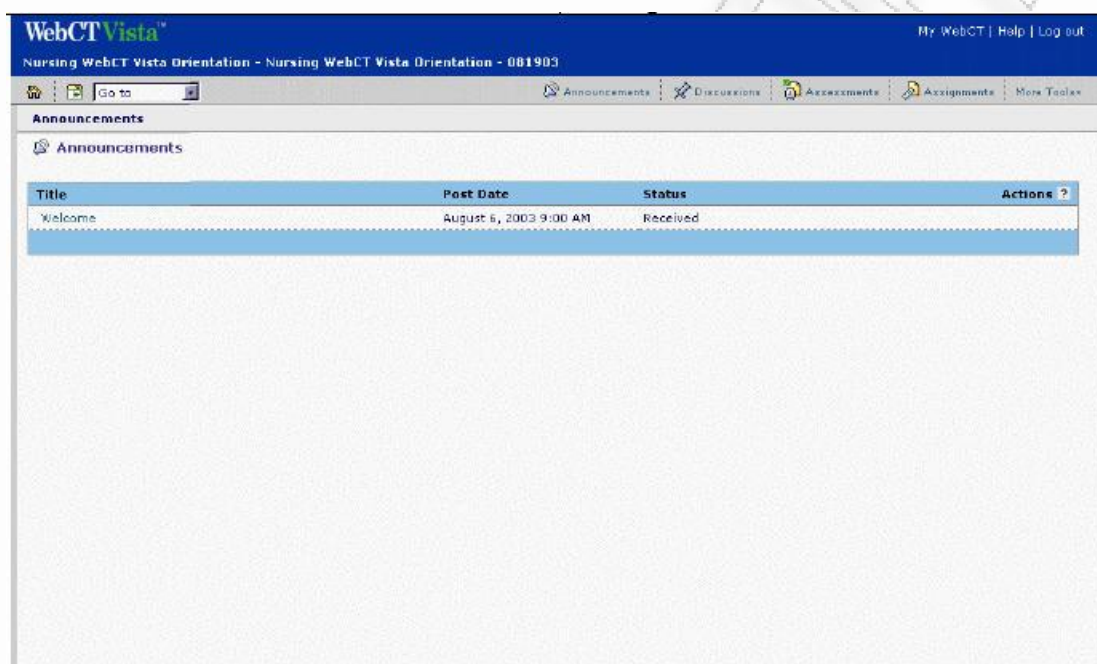 WebCT Vista™
My WebCT | Help | Log out
Nursing WebCT Vista Orientation - Nursing WebCT Vista Orientation - 081903
Go to
Announcements Discussions Assessments Assignments More Tools
Announcements
Announcements
Title Post Date Status Actions ?
Welcome August 6, 2003 9:00 AM Received